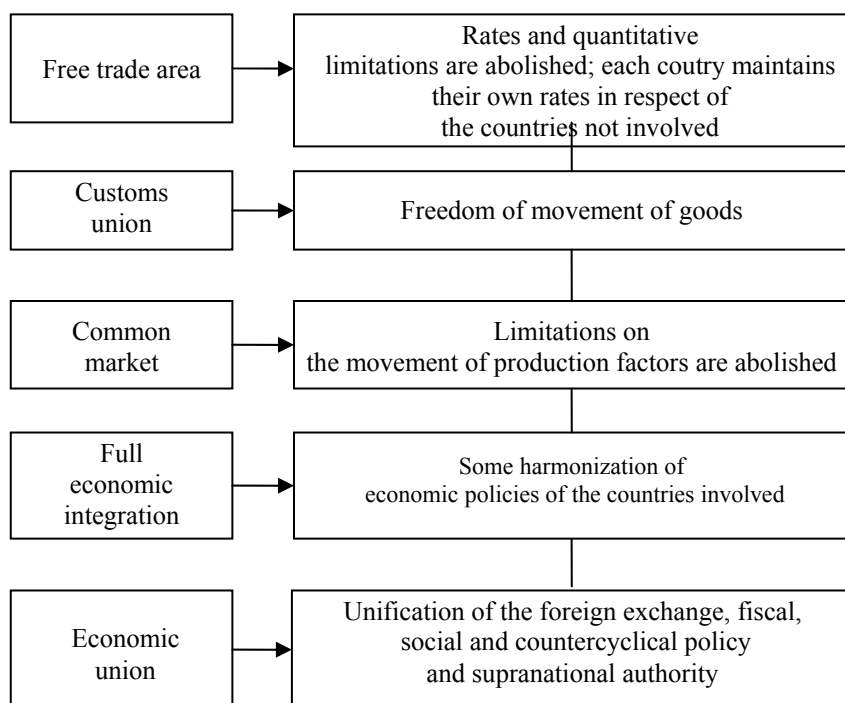 Free trade area
Rates and quantitative
limitations are abolished; each coutry maintains
their own rates in respect of
the countries not involved
Customs
union
Freedom of movement of goods
Common
market
Limitations on
the movement of production factors are abolished
Full
economic
integration
Some harmonization of
economic policies of the countries involved
Economic
union
Unification of the foreign exchange, fiscal,
social and countercyclical policy
and supranational authority